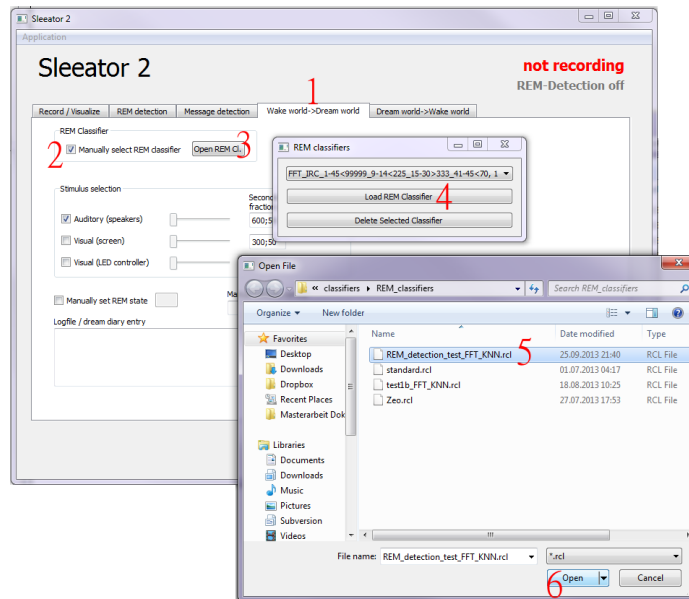 Sleeator 2
Application
Sleeator 2
not recording
REM-Detection off
1
Record / Visualize REM detection Message detection Wake world->Dream world Dream world->Wake world
REM Classifier
2 Manually select REM classifier Open REM Cl. 3
REM classifiers
FFT_IRC_1-45<99999_9-14<225_15-30>333_41-45<70, 1
Load REM Classifier 4
Delete Selected Classifier
Stimulus selection
Auditory (speakers) 600;50
Visual (screen) 300;50
Visual (LED controller)
Manually set REM state
Logfile / dream diary entry
Open File
« classifiers REM_classifiers Search REM_classifiers
Organize New folder
Name Date modified Type
Favorites
Desktop
Downloads
Dropbox
Recent Places
Masterarbeit Dok
Libraries
Documents
Downloads
Music
Pictures
Subversion
Videos
REM_detection_test_FFT_KNN.rcl 5 25.09.2013 21:40 RCL File
standard.rcl 01.07.2013 04:17 RCL File
test1b_FFT_KNN.rcl 18.08.2013 10:25 RCL File
Zeo.rcl 27.07.2013 17:53 RCL File
File name: REM_detection_test_FFT_KNN.rcl *.rcl
6 Open Cancel